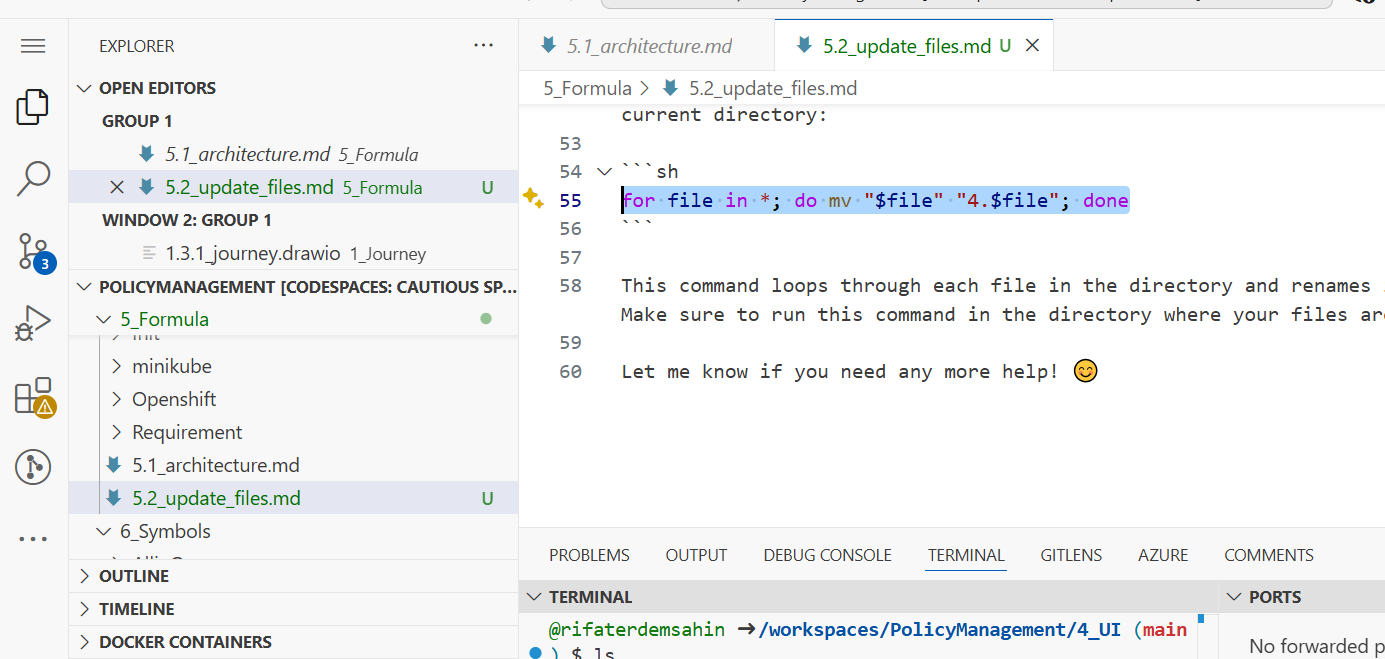 EXPLORER
OPEN EDITORS
GROUP 1
5.1_architecture.md 5_Formula
5.2_update_files.md 5_Formula U
WINDOW 2: GROUP 1
1.3.1_journey.drawio 1_Journey
POLICYMANAGEMENT [CODESPACES: CAUTIOUS SP...
5_Formula
minikube
Openshift
Requirement
5.1_architecture.md
5.2_update_files.md U
6_Symbols
OUTLINE
TIMELINE
DOCKER CONTAINERS
3
5.1_architecture.md 5.2_update_files.md U
5_Formula > 5.2_update_files.md
current directory:
53
54 ```sh
55 for file in *; do mv "$file" "4.$file"; done
56 ```
57
58 This command loops through each file in the directory and renames
Make sure to run this command in the directory where your files
59
60 Let me know if you need any more help! 😊
PROBLEMS OUTPUT DEBUG CONSOLE TERMINAL GITLENS AZURE COMMENTS
TERMINAL
@rifaterdemsahin ➜/workspaces/PolicyManagement/4_UI (main
) $ ls
PORTS
No forwarded